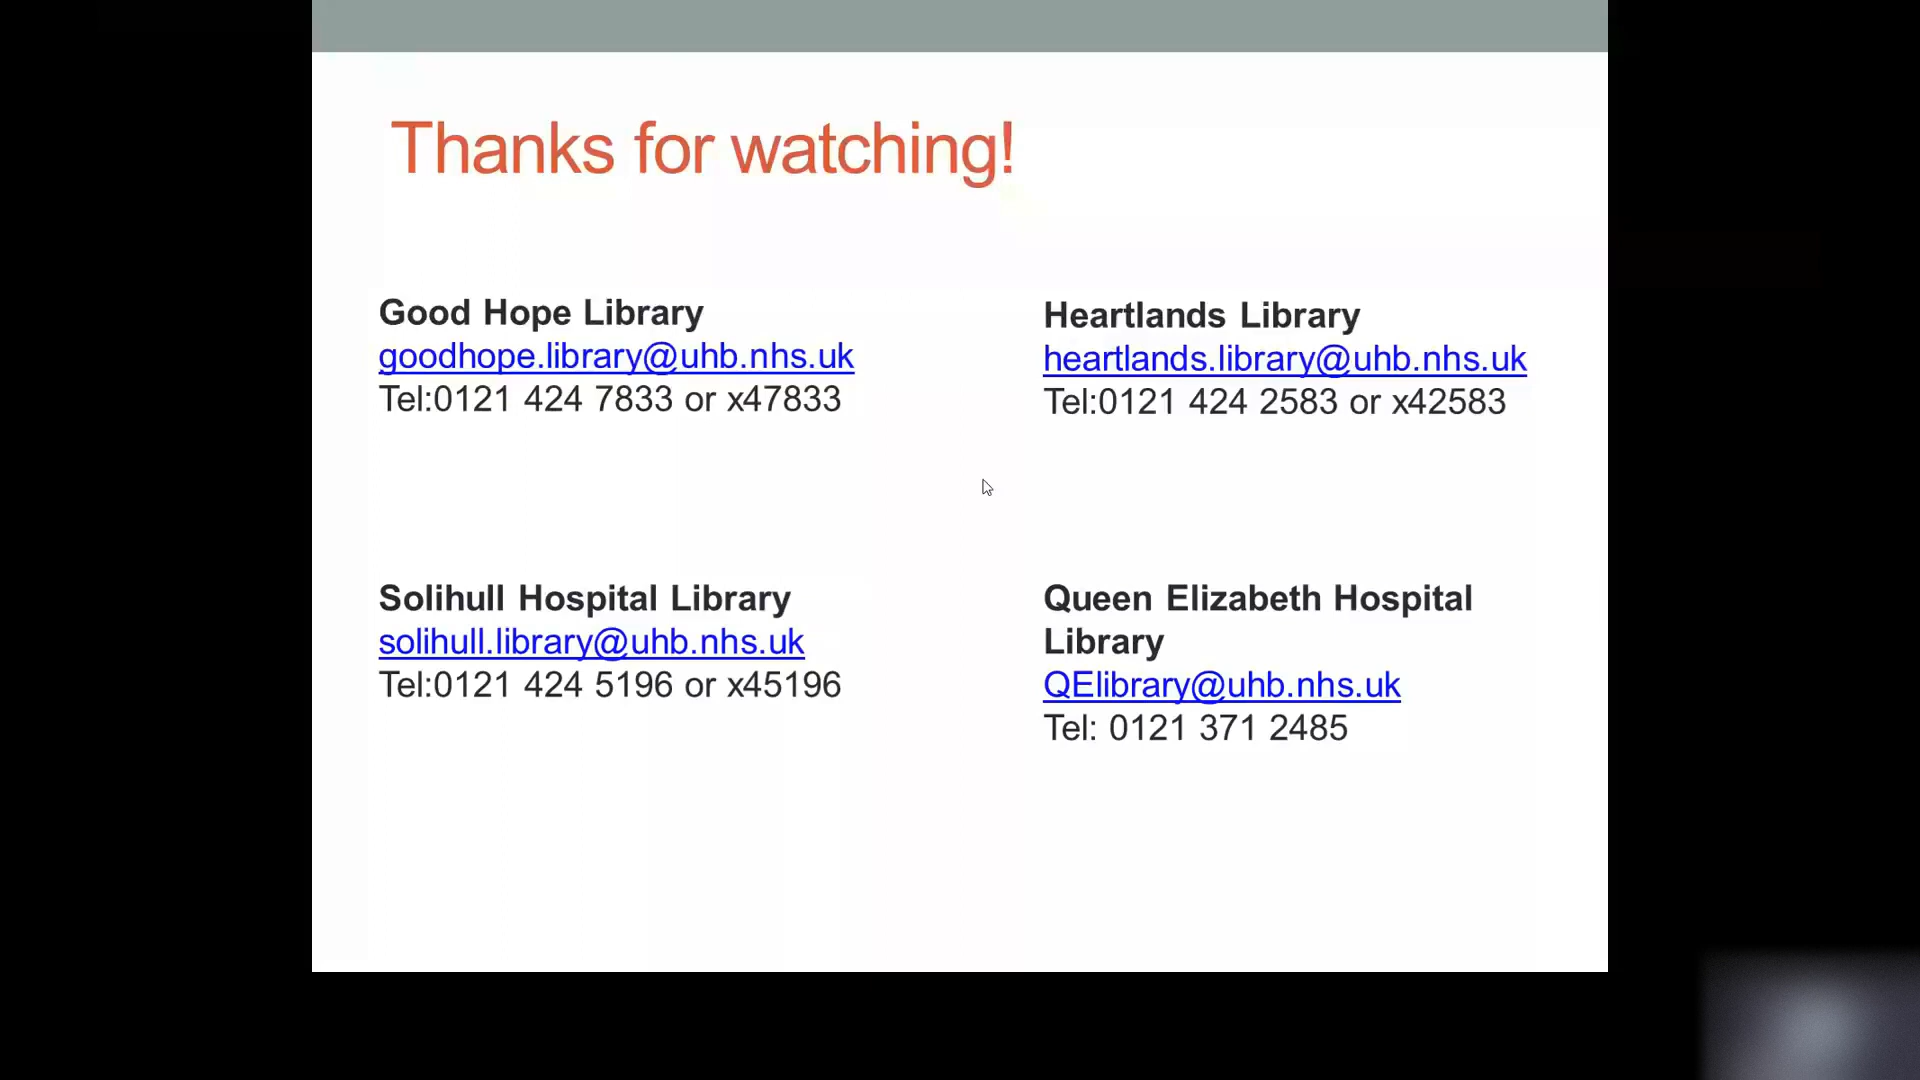 Thanks for watching!
Good Hope Library
goodhope.library@uhb.nhs.uk
Tel:0121 424 7833 or x47833
Heartlands Library
heartlands.library@uhb.nhs.uk
Tel:0121 424 2583 or x42583
Solihull Hospital Library
solihull.library@uhb.nhs.uk
Tel:0121 424 5196 or x45196
Queen Elizabeth Hospital
Library
QElibrary@uhb.nhs.uk
Tel: 0121 371 2485